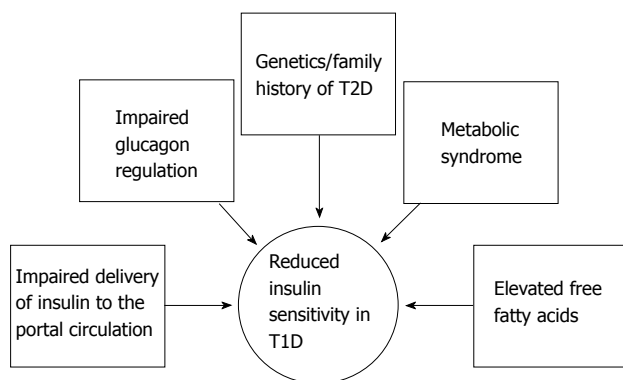 Genetics/family
history of T2D
Impaired
glucagon
regulation
Metabolic
syndrome
Impaired delivery
of insulin to the
portal circulation
Reduced
insulin
sensitivity in
T1D
Elevated free
fatty acids